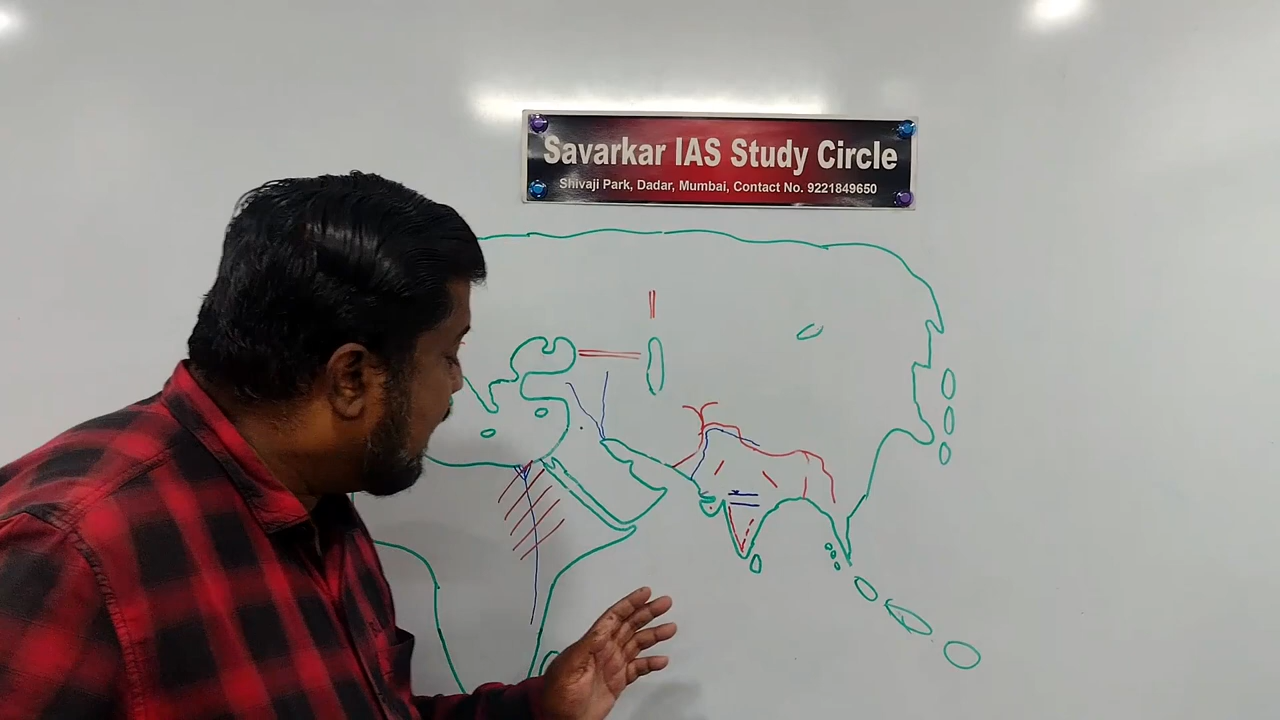 Savarkar IAS Study Circle
Shivaji Park, Dadar, Mumbai, Contact No. 9221849650